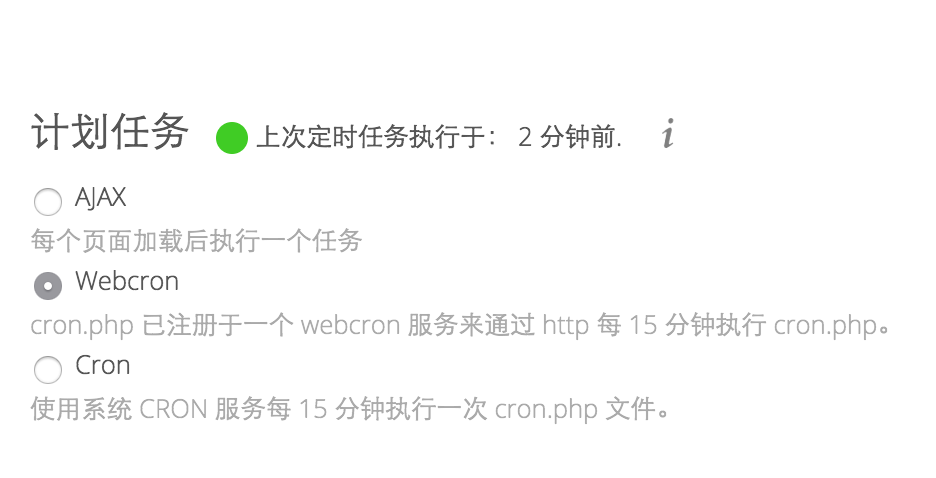 计划任务 上次定时任务执行于： 2 分钟前. i
AJAX
每个页面加载后执行一个任务
Webcron
cron.php 已注册于一个 webcron 服务来通过 http 每 15 分钟执行 cron.php。
Cron
使用系统 CRON 服务每 15 分钟执行一次 cron.php 文件。